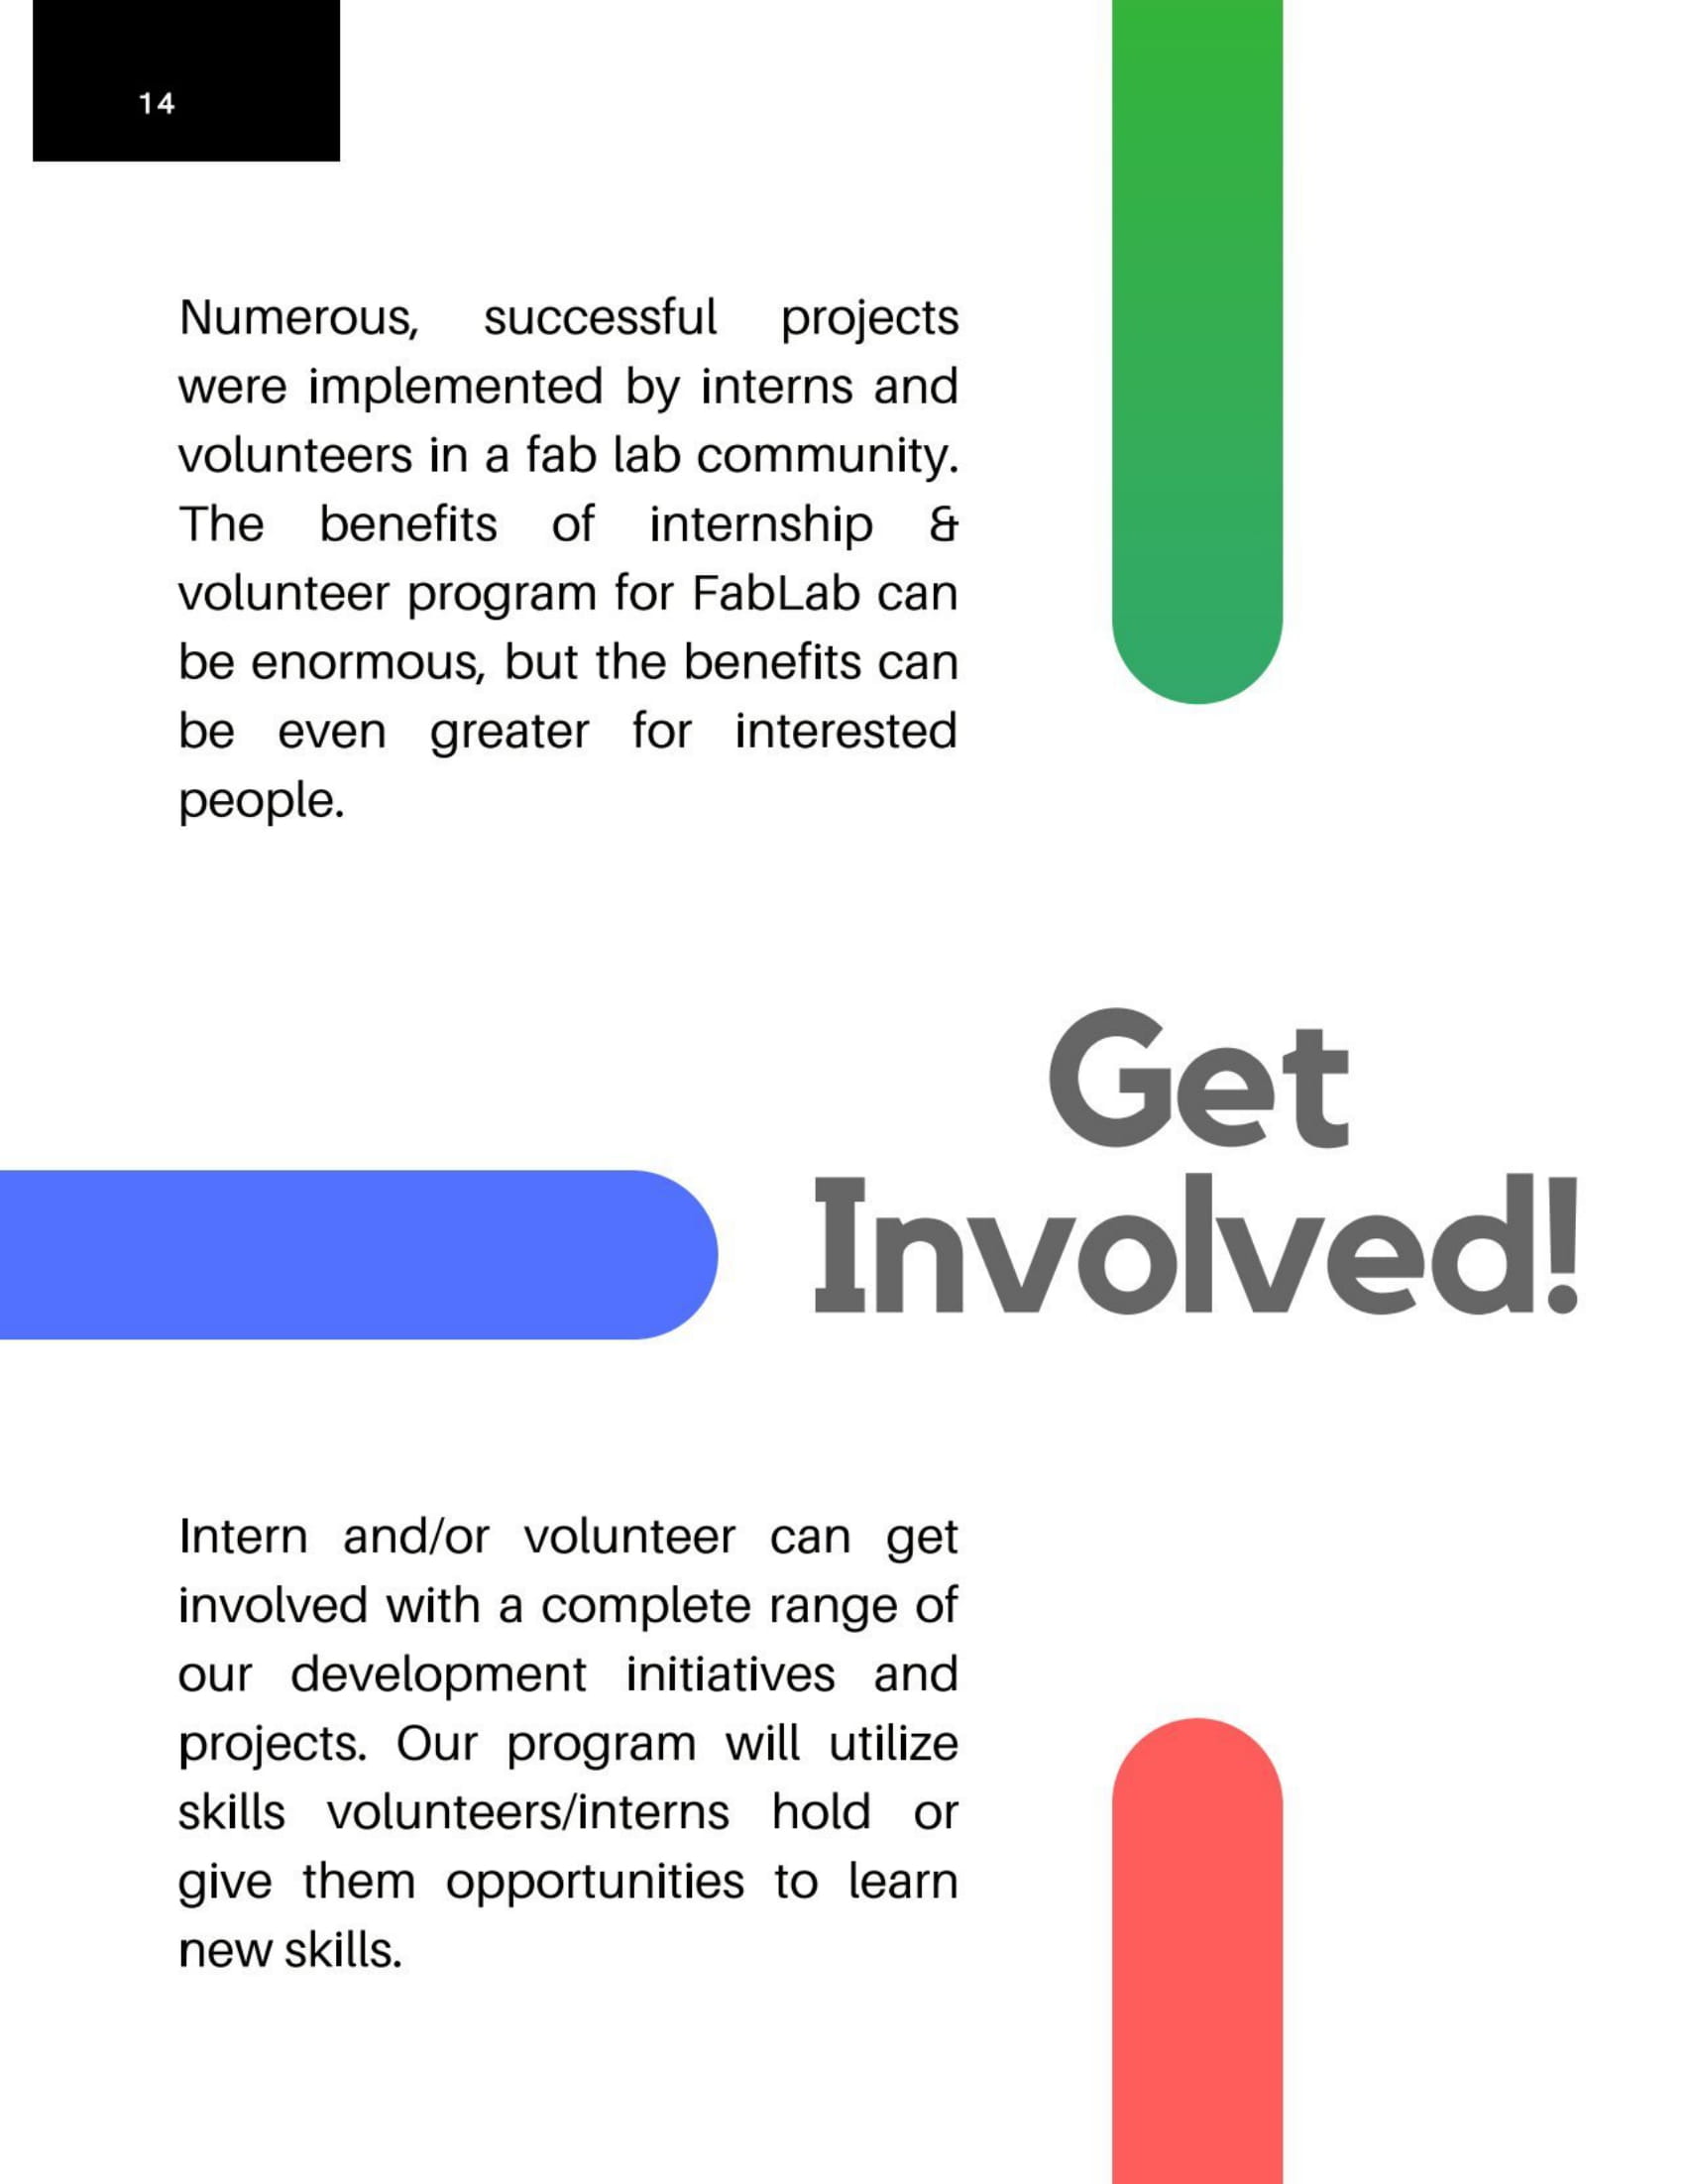 14
Numerous, successful projects
were implemented by interns and
volunteers in a fab lab community.
The benefits of internship &
volunteer program for FabLab can
be enormous, but the benefits can
be even greater for interested
people.
Get
Involved!
Intern and/or volunteer can get
involved with a complete range of
our development initiatives and
projects. Our program will utilize
skills volunteers/interns hold or
give them opportunities to learn
new skills.